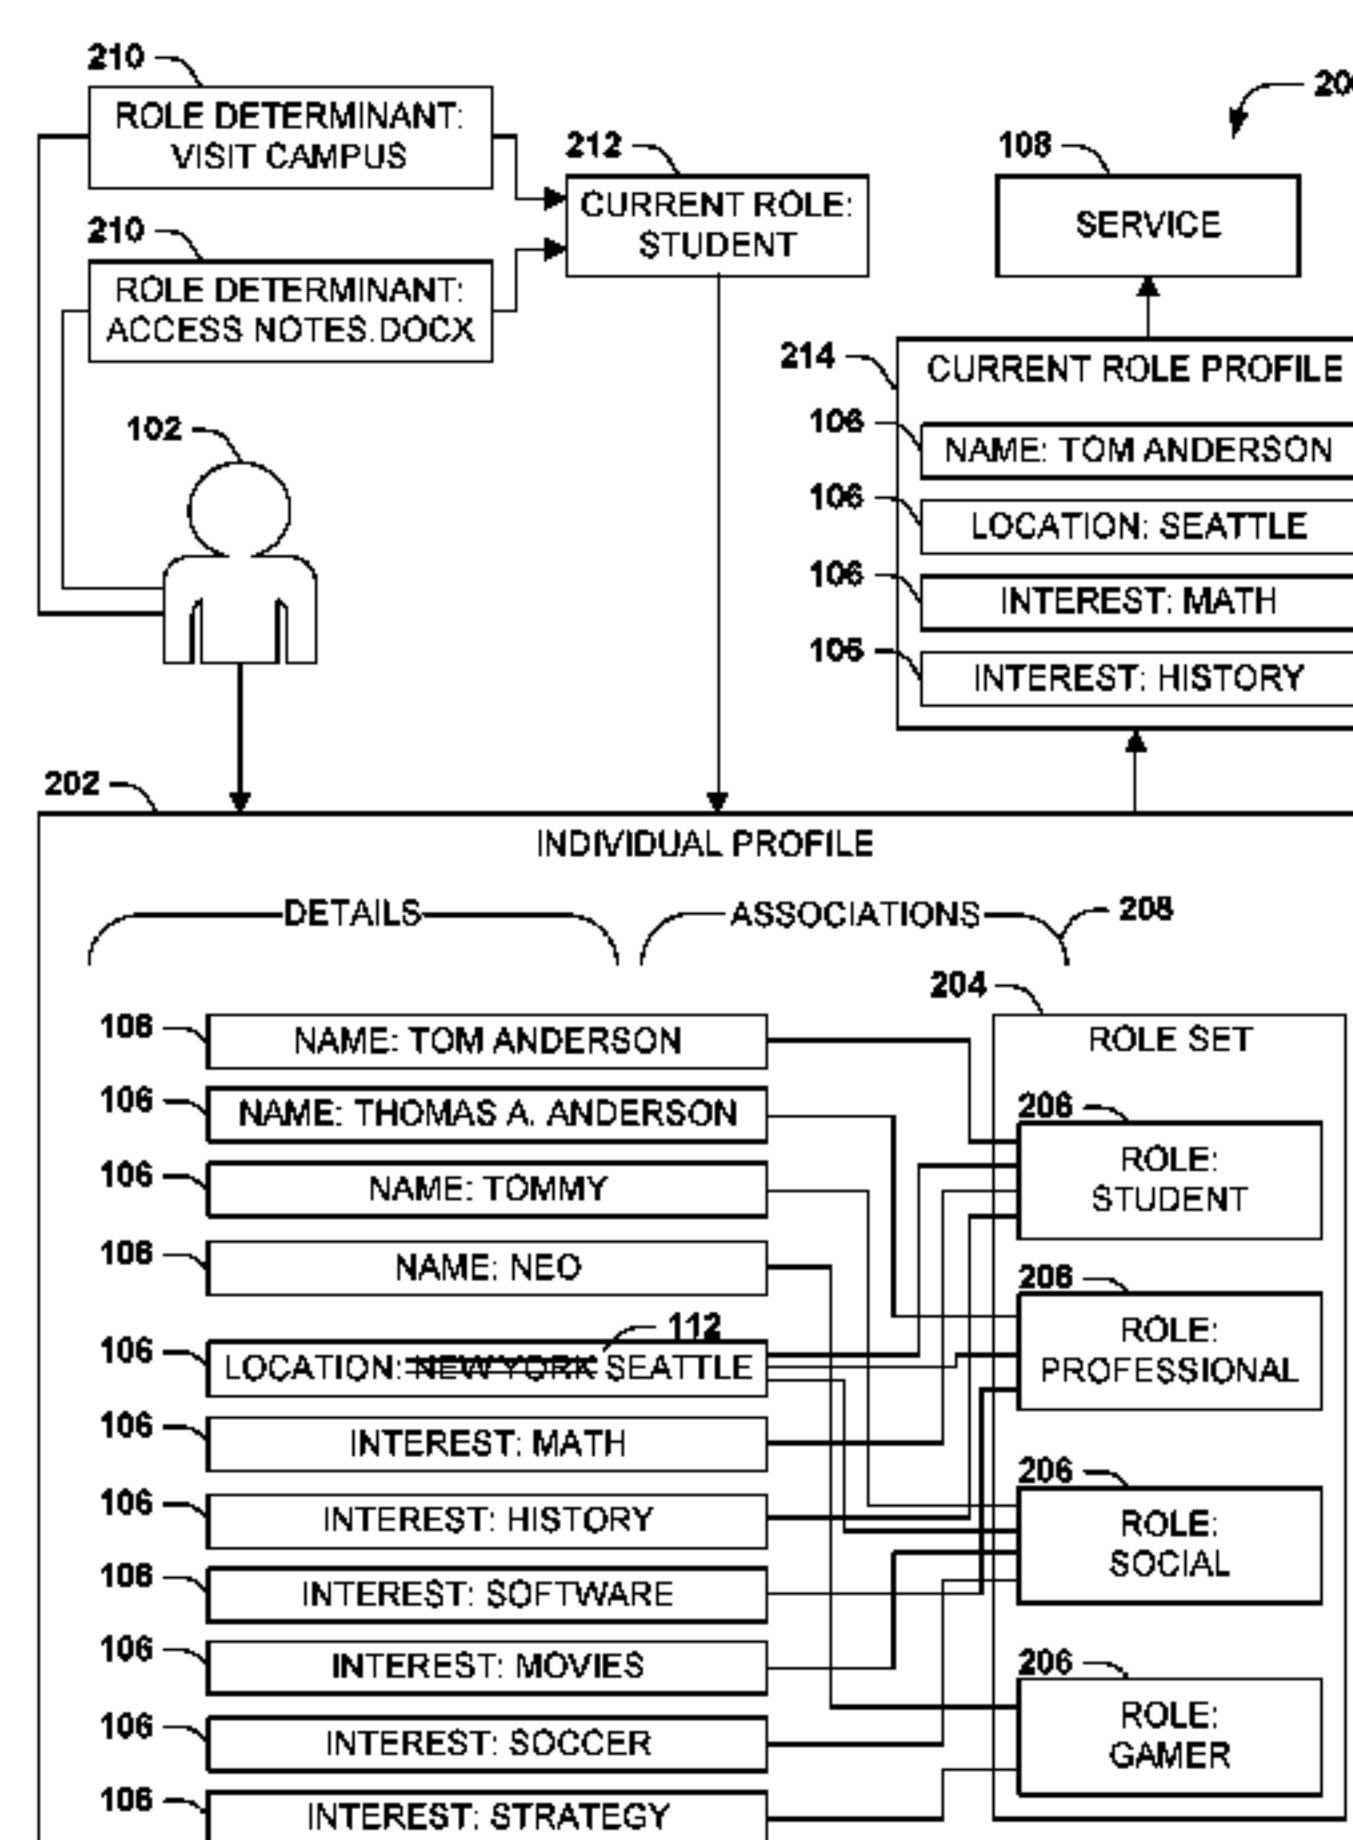 210
ROLE DETERMINANT:
VISIT CAMPUS
210
ROLE DETERMINANT:
ACCESS NOTES.DOCX
212
CURRENT ROLE:
STUDENT
108
SERVICE
214
CURRENT ROLE PROFILE
106
NAME: TOM ANDERSON
106
LOCATION: SEATTLE
106
INTEREST: MATH
106
INTEREST: HISTORY
102
202
INDIVIDUAL PROFILE
DETAILS
ASSOCIATIONS
208
204
ROLE SET
106
NAME: TOM ANDERSON
106
NAME: THOMAS A. ANDERSON
106
NAME: TOMMY
106
NAME: NEO
112
106
LOCATION: NEW YORK SEATTLE
106
INTEREST: MATH
106
INTEREST: HISTORY
106
INTEREST: SOFTWARE
106
INTEREST: MOVIES
106
INTEREST: SOCCER
106
INTEREST: STRATEGY
206
ROLE:
STUDENT
206
ROLE:
PROFESSIONAL
206
ROLE:
SOCIAL
206
ROLE:
GAMER